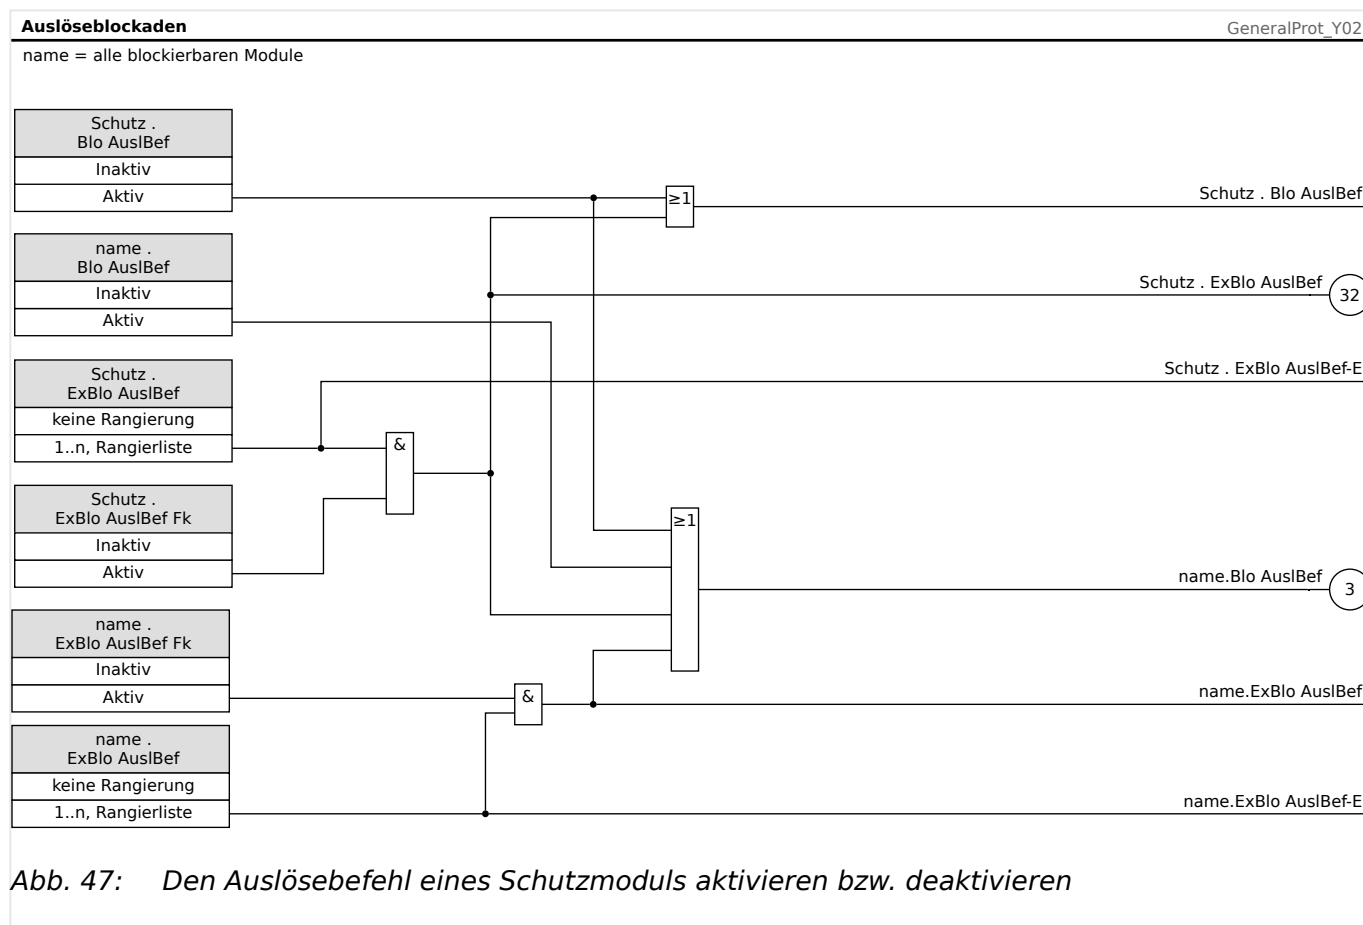 Auslöseblockaden
GeneralProt_Y02
name = alle blockierbaren Module
Schutz .
Blo AuslBef
Inaktiv
Aktiv
≥1
Schutz . Blo AuslBef
name .
Blo AuslBef
Inaktiv
Aktiv
Schutz . ExBlo AuslBef
32
Schutz .
ExBlo AuslBef
keine Rangierung
1..n, Rangierliste
Schutz . ExBlo AuslBef-E
&
Schutz .
ExBlo AuslBef Fk
Inaktiv
Aktiv
≥1
name.Blo AuslBef
3
name .
ExBlo AuslBef Fk
Inaktiv
Aktiv
&
name.ExBlo AuslBef
name .
ExBlo AuslBef
keine Rangierung
1..n, Rangierliste
name.ExBlo AuslBef-E
Abb. 47: Den Auslösebefehl eines Schutzmoduls aktivieren bzw. deaktivieren